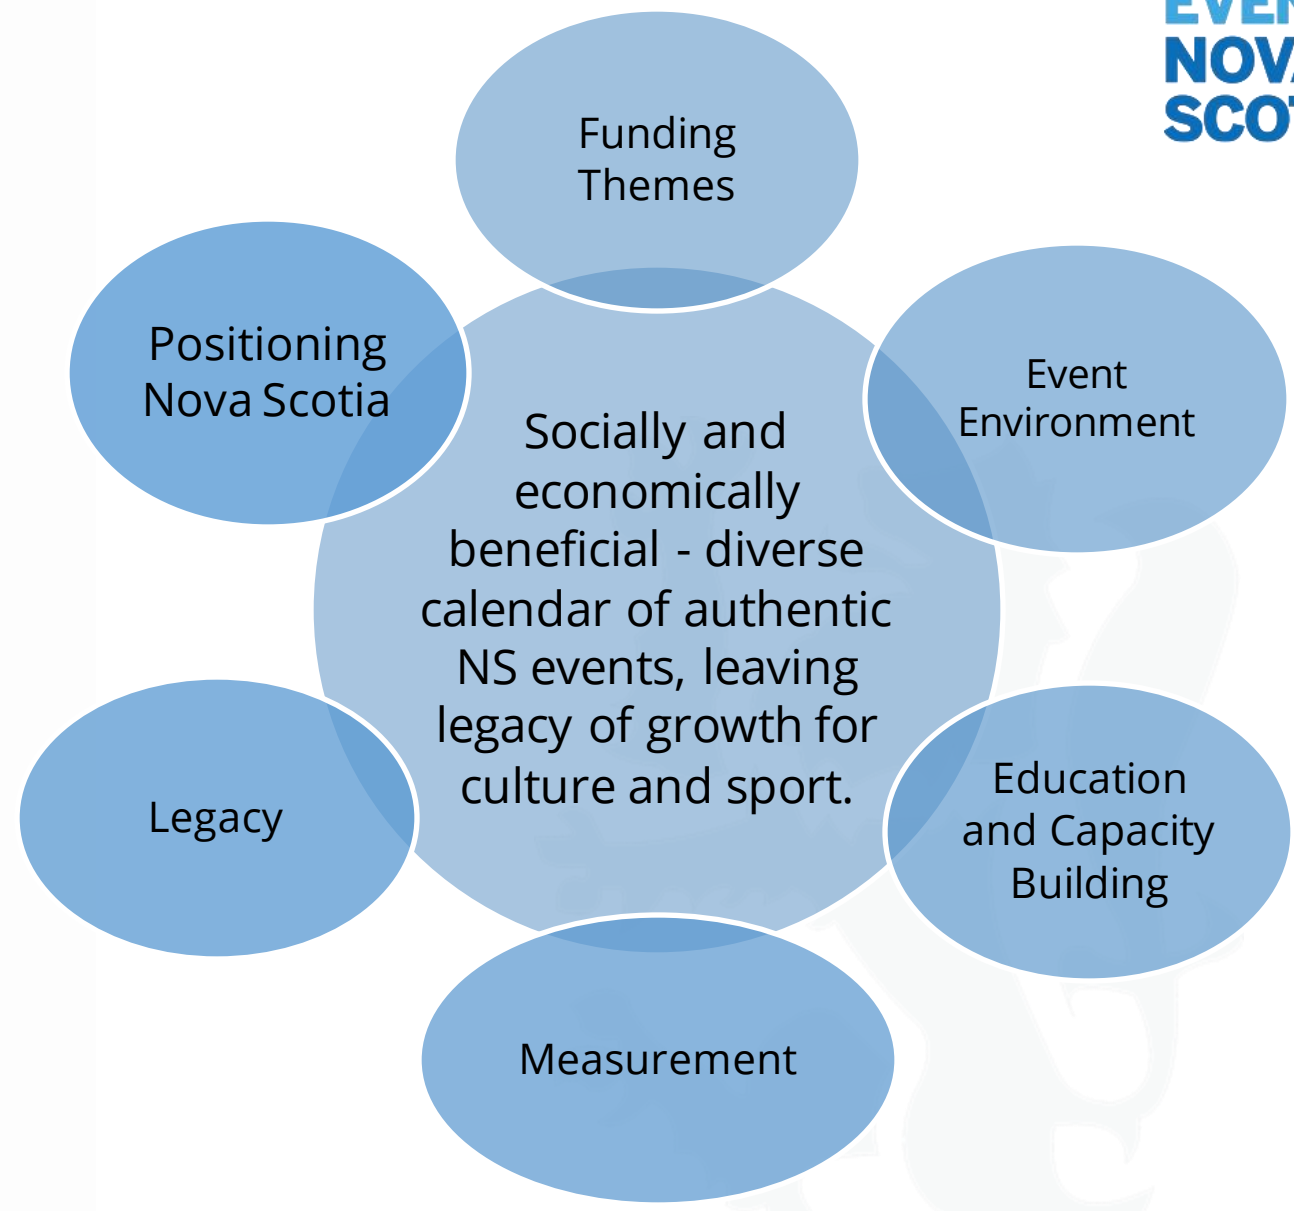 Funding
Themes
Event
Environment
Education
and Capacity
Building
Measurement
Legacy
Positioning
Nova Scotia
Socially and
economically
beneficial - diverse
calendar of authentic
NS events, leaving
legacy of growth for
culture and sport.